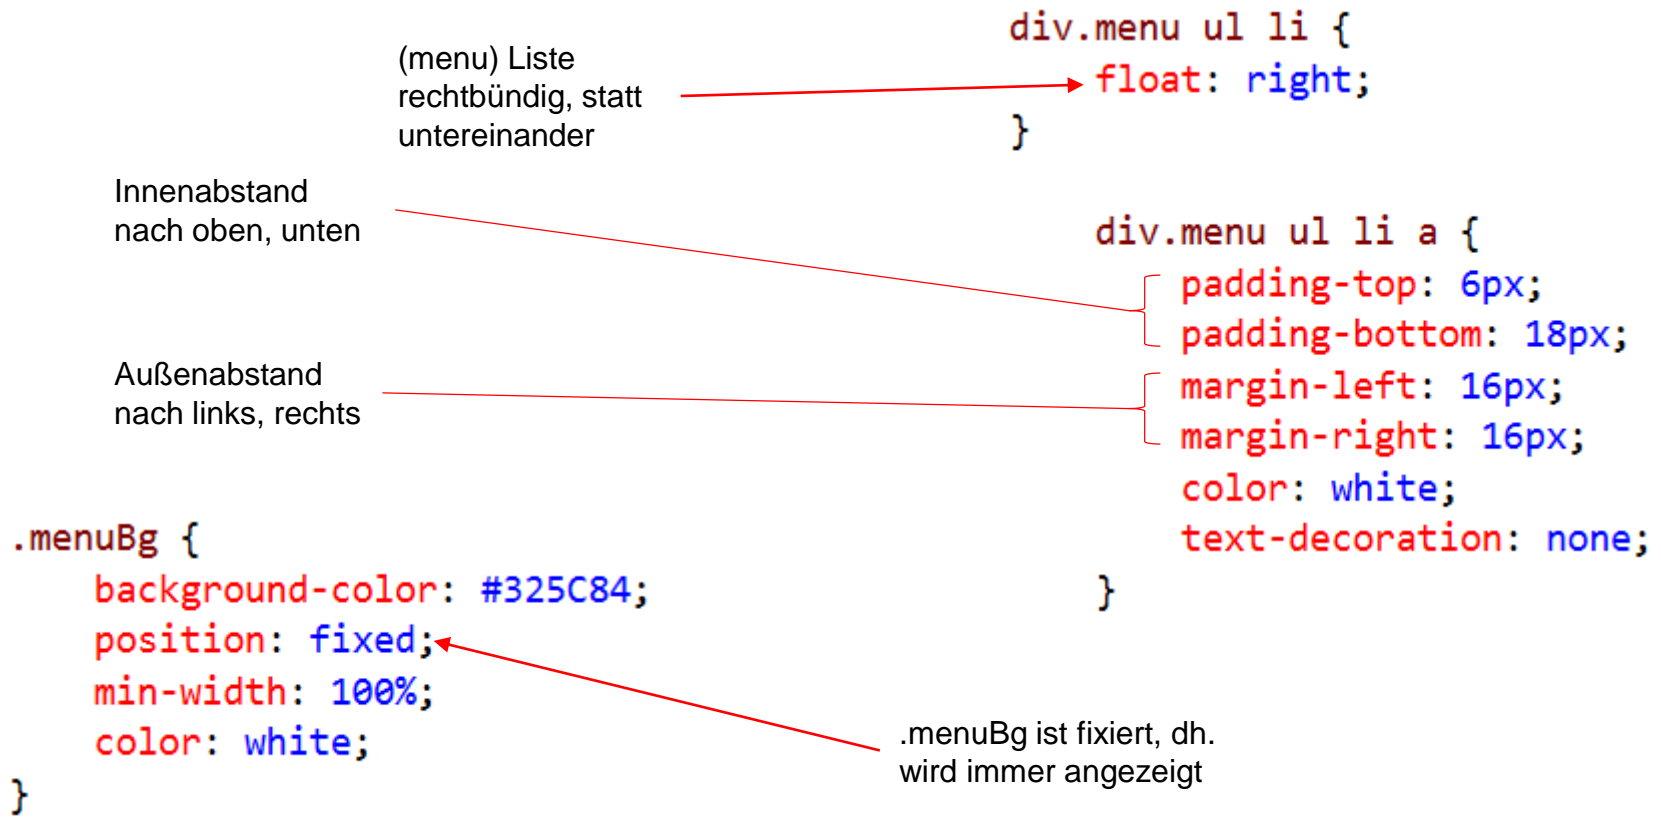 div.menu ul li {
float: right;
}
(menu) Liste
rechtbündig, statt
untereinander
Innenabstand
nach oben, unten
div.menu ul li a {
padding-top: 6px;
padding-bottom: 18px;
margin-left: 16px;
margin-right: 16px;
color: white;
text-decoration: none;
}
Außenabstand
nach links, rechts
.menuBg {
background-color: #325C84;
position: fixed;
min-width: 100%;
color: white;
}
.menuBg ist fixiert, dh.
wird immer angezeigt